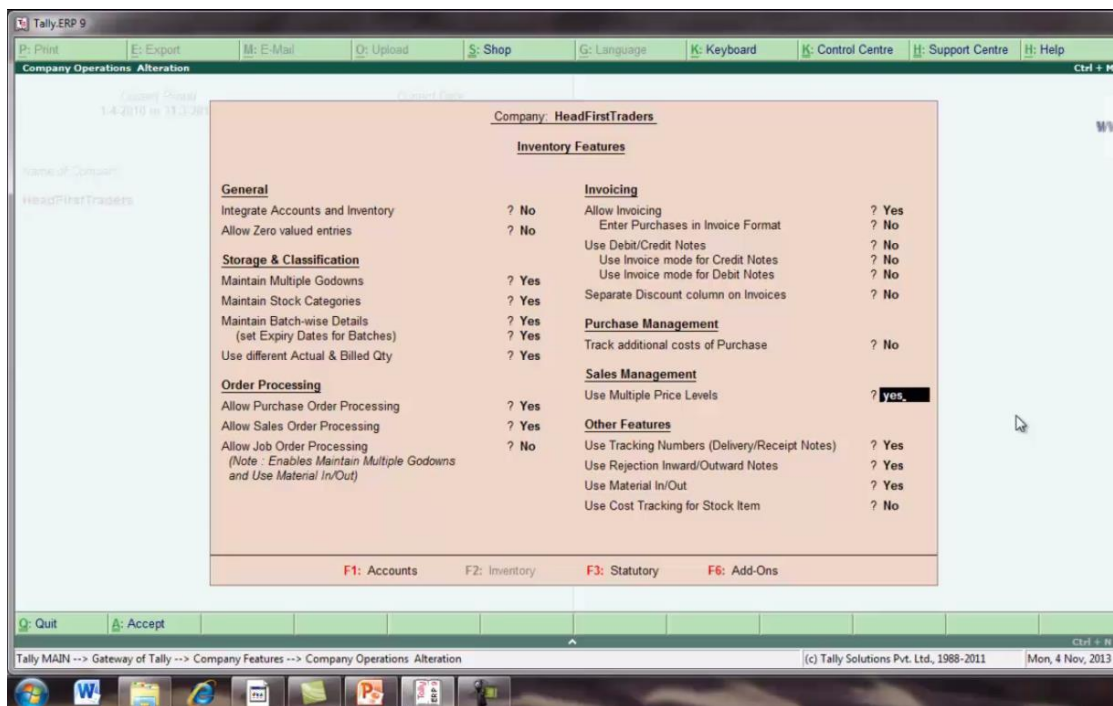 Tally.ERP 9
P: Print E: Export M: E-Mail O: Upload S: Shop G: Language K: Keyboard K: Control Centre H: Support Centre H: Help
Company Operations Alteration Ctrl + M
Current Period Current Date
Name of Company
HeadFirstTraders
Company: HeadFirstTraders
Inventory Features
General
Integrate Accounts and Inventory ? No
Allow Zero valued entries ? No
Storage & Classification
Maintain Multiple Godowns ? Yes
Maintain Stock Categories ? Yes
Maintain Batch-wise Details ? Yes
(set Expiry Dates for Batches) ? Yes
Use different Actual & Billed Qty ? Yes
Order Processing
Allow Purchase Order Processing ? Yes
Allow Sales Order Processing ? Yes
Allow Job Order Processing ? No
(Note : Enables Maintain Multiple Godowns
and Use Material In/Out)
Invoicing
Allow Invoicing ? Yes
Enter Purchases in Invoice Format ? No
Use Debit/Credit Notes ? No
Use Invoice mode for Credit Notes ? No
Use Invoice mode for Debit Notes ? No
Separate Discount column on Invoices ? No
Purchase Management
Track additional costs of Purchase ? No
Sales Management
Use Multiple Price Levels ? yes
Other Features
Use Tracking Numbers (Delivery/Receipt Notes) ? Yes
Use Rejection Inward/Outward Notes ? Yes
Use Material In/Out ? Yes
Use Cost Tracking for Stock Item ? No
F1: Accounts F2: Inventory F3: Statutory F6: Add-Ons
Q: Quit A: Accept
Ctrl + N
Tally MAIN --> Gateway of Tally --> Company Features --> Company Operations Alteration (c) Tally Solutions Pvt. Ltd., 1988-2011 Mon, 4 Nov, 2013